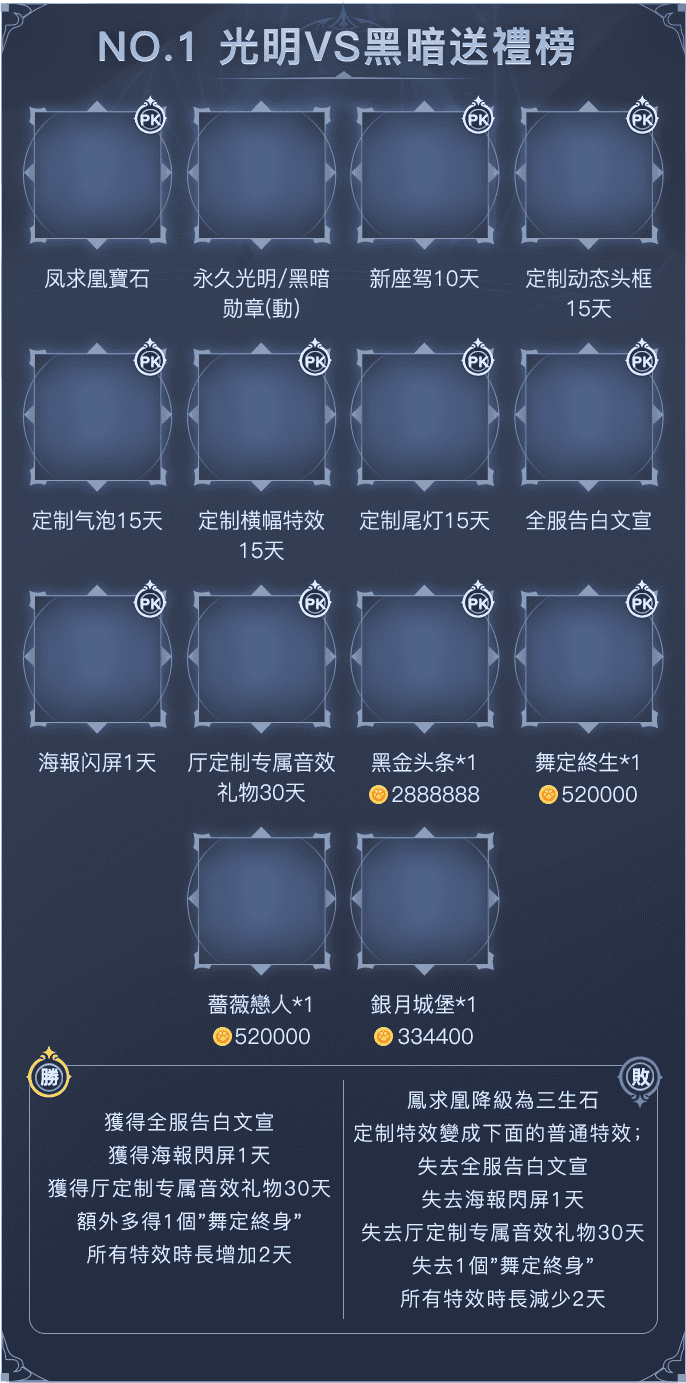 NO.1 光明VS黑暗送禮榜
PK PK PK
凤求凰寶石 永久光明/黑暗 新座驾10天 定制动态头框
勋章(動) 15天
PK PK PK PK
定制气泡15天 定制横幅特效 定制尾灯15天 全服告白文宣
15天
PK PK PK PK
海報闪屏1天 厅定制专属音效 黑金头条*1 舞定終生*1
礼物30天 2888888 520000
薔薇戀人*1 銀月城堡*1
520000 334400
勝
獲得全服告白文宣
獲得海報閃屏1天
獲得厅定制专属音效礼物30天
額外多得1個”舞定終身”
所有特效時長增加2天
敗
鳳求凰降級為三生石
定制特效變成下面的普通特效；
失去全服告白文宣
失去海報閃屏1天
失去厅定制专属音效礼物30天
失去1個”舞定終身”
所有特效時長減少2天